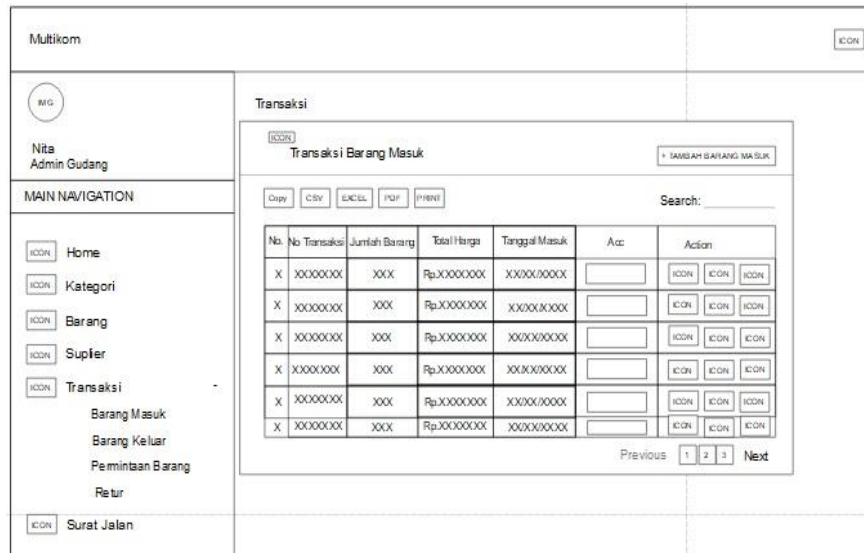 Multikom
ICON
IMG
Nita
Admin Gudang
MAIN NAVIGATION
ICON Home
ICON Kategori
ICON Barang
ICON Suplier
ICON Transaksi -
Barang Masuk
Barang Keluar
Permintaan Barang
Retur
ICON Surat Jalan
Transaksi
ICON
Transaksi Barang Masuk
+ TAMBAH BARANG MASUK
Copy CSV EXCEL PDF PRINT
Search:
No. No Transaksi Jumlah Barang Total Harga Tanggal Masuk Acc Action
X XXXXXXX XXX Rp.XXXXXXX XX/XX/XXXX ICON ICON ICON
X XXXXXXX XXX Rp.XXXXXXX XX/XX/XXXX ICON ICON ICON
X XXXXXXX XXX Rp.XXXXXXX XX/XX/XXXX ICON ICON ICON
X XXXXXXX XXX Rp.XXXXXXX XX/XX/XXXX ICON ICON ICON
X XXXXXXX XXX Rp.XXXXXXX XX/XX/XXXX ICON ICON ICON
X XXXXXXX XXX Rp.XXXXXXX XX/XX/XXXX ICON ICON ICON
Previous 1 2 3 Next